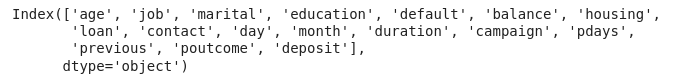 Index(['age', 'job', 'marital', 'education', 'default', 'balance', 'housing',
'loan', 'contact', 'day', 'month', 'duration', 'campaign', 'pdays',
'previous', 'poutcome', 'deposit'],
dtype='object')